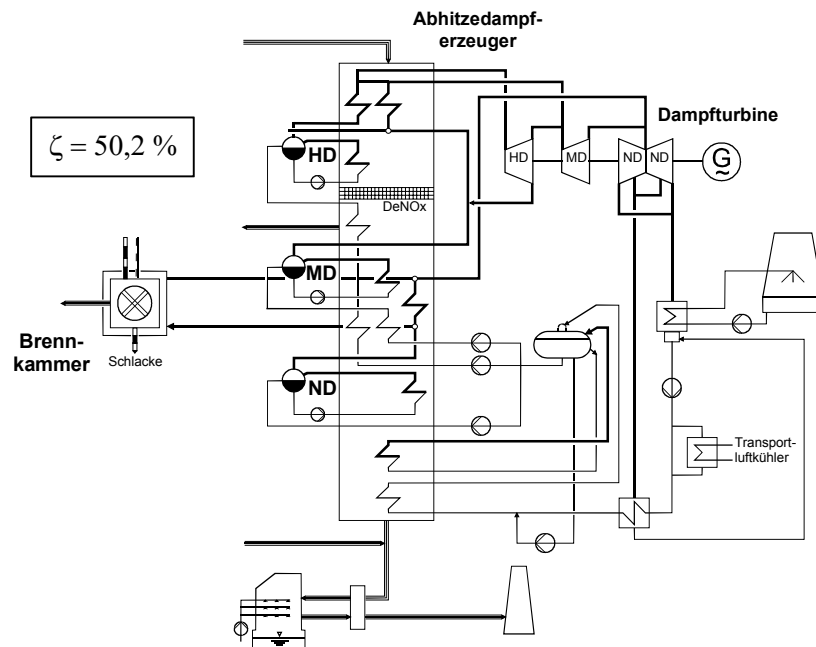 Abhitzedampf-
erzeuger
ζ = 50,2 %
Dampfturbine
HD
HD
MD
ND
ND
G
~
DeNOx
MD
Brenn-
kammer
Schlacke
ND
Transport-
luftkühler